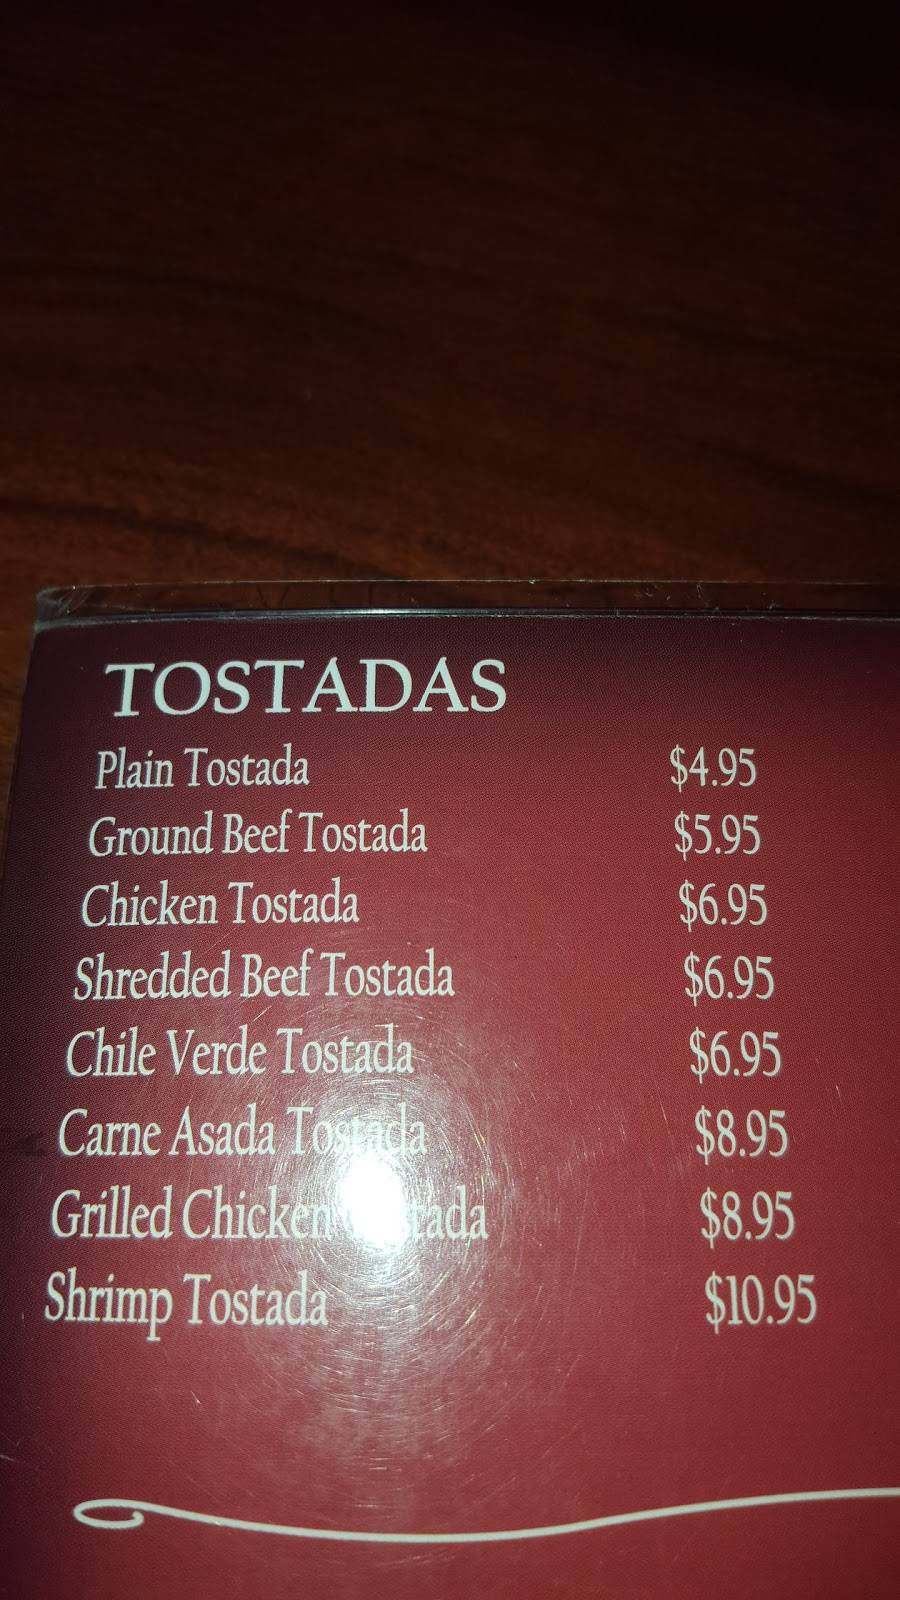 TOSTADAS
Plain Tostada $4.95
Ground Beef Tostada $5.95
Chicken Tostada $6.95
Shredded Beef Tostada $6.95
Chile Verde Tostada $6.95
Carne Asada Tostada $8.95
Grilled Chicken Tostada $8.95
Shrimp Tostada $10.95